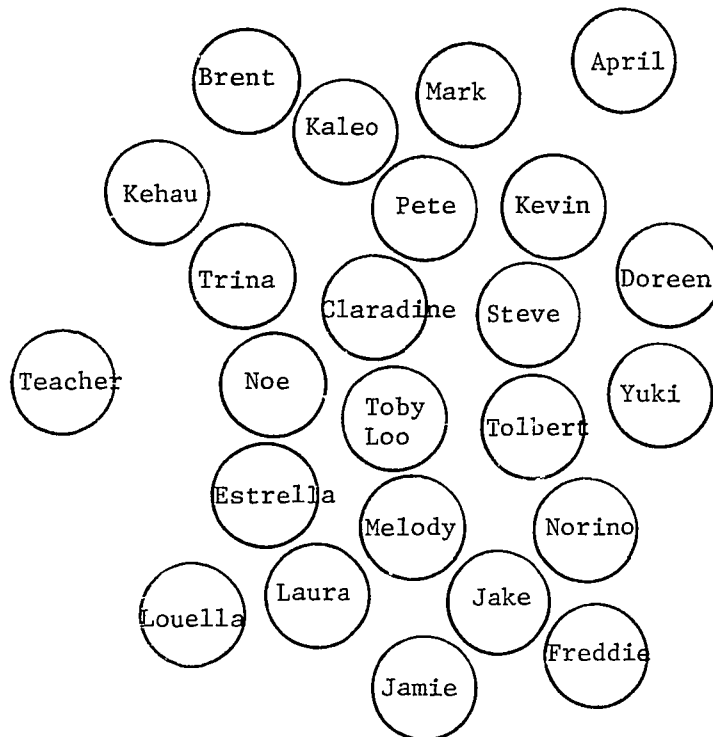 April
Brent
Mark
Kaleo
Kehau
Pete
Kevin
Trina
Doreen
Claradine
Steve
Teacher
Noe
Yuki
Toby
Loo
Tolbert
Estrella
Melody
Norino
Laura
Jake
Louella
Freddie
Jamie